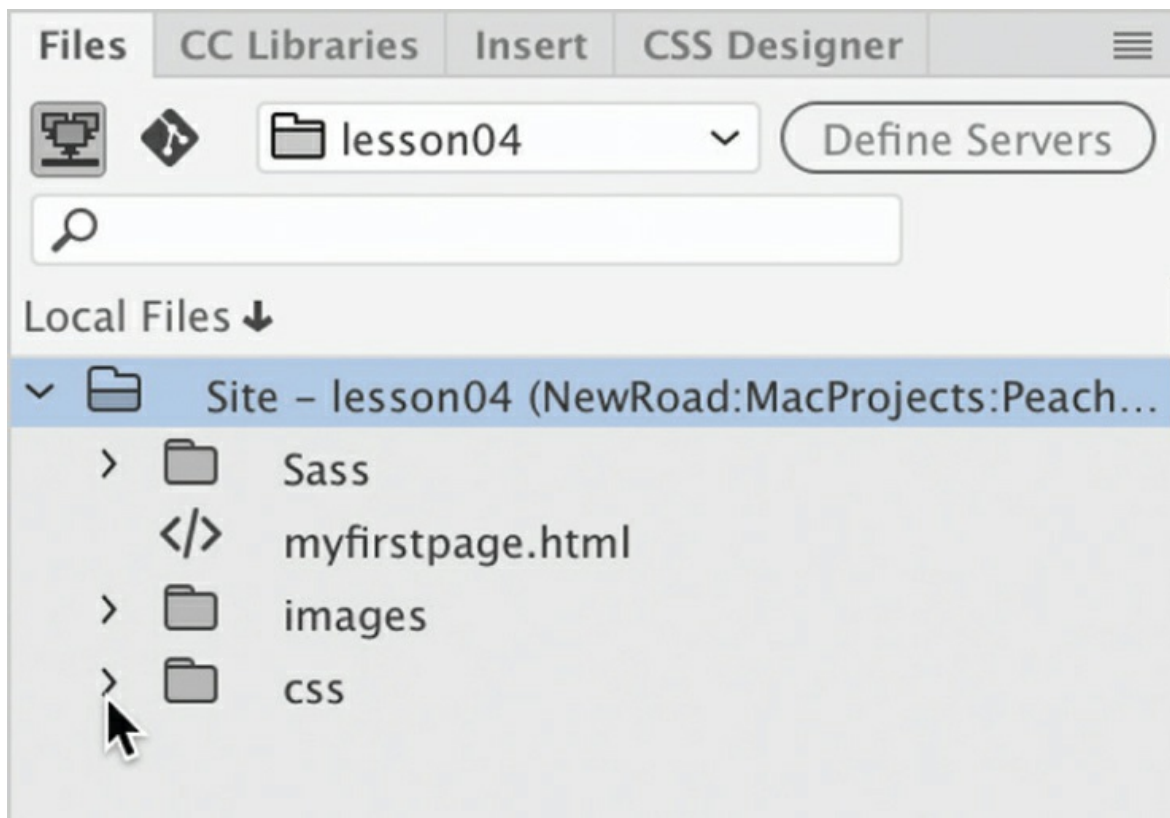 Files CC Libraries Insert CSS Designer
lesson04 Define Servers
Local Files
Site – lesson04 (NewRoad:MacProjects:Peach...
Sass
</> myfirstpage.html
images
css